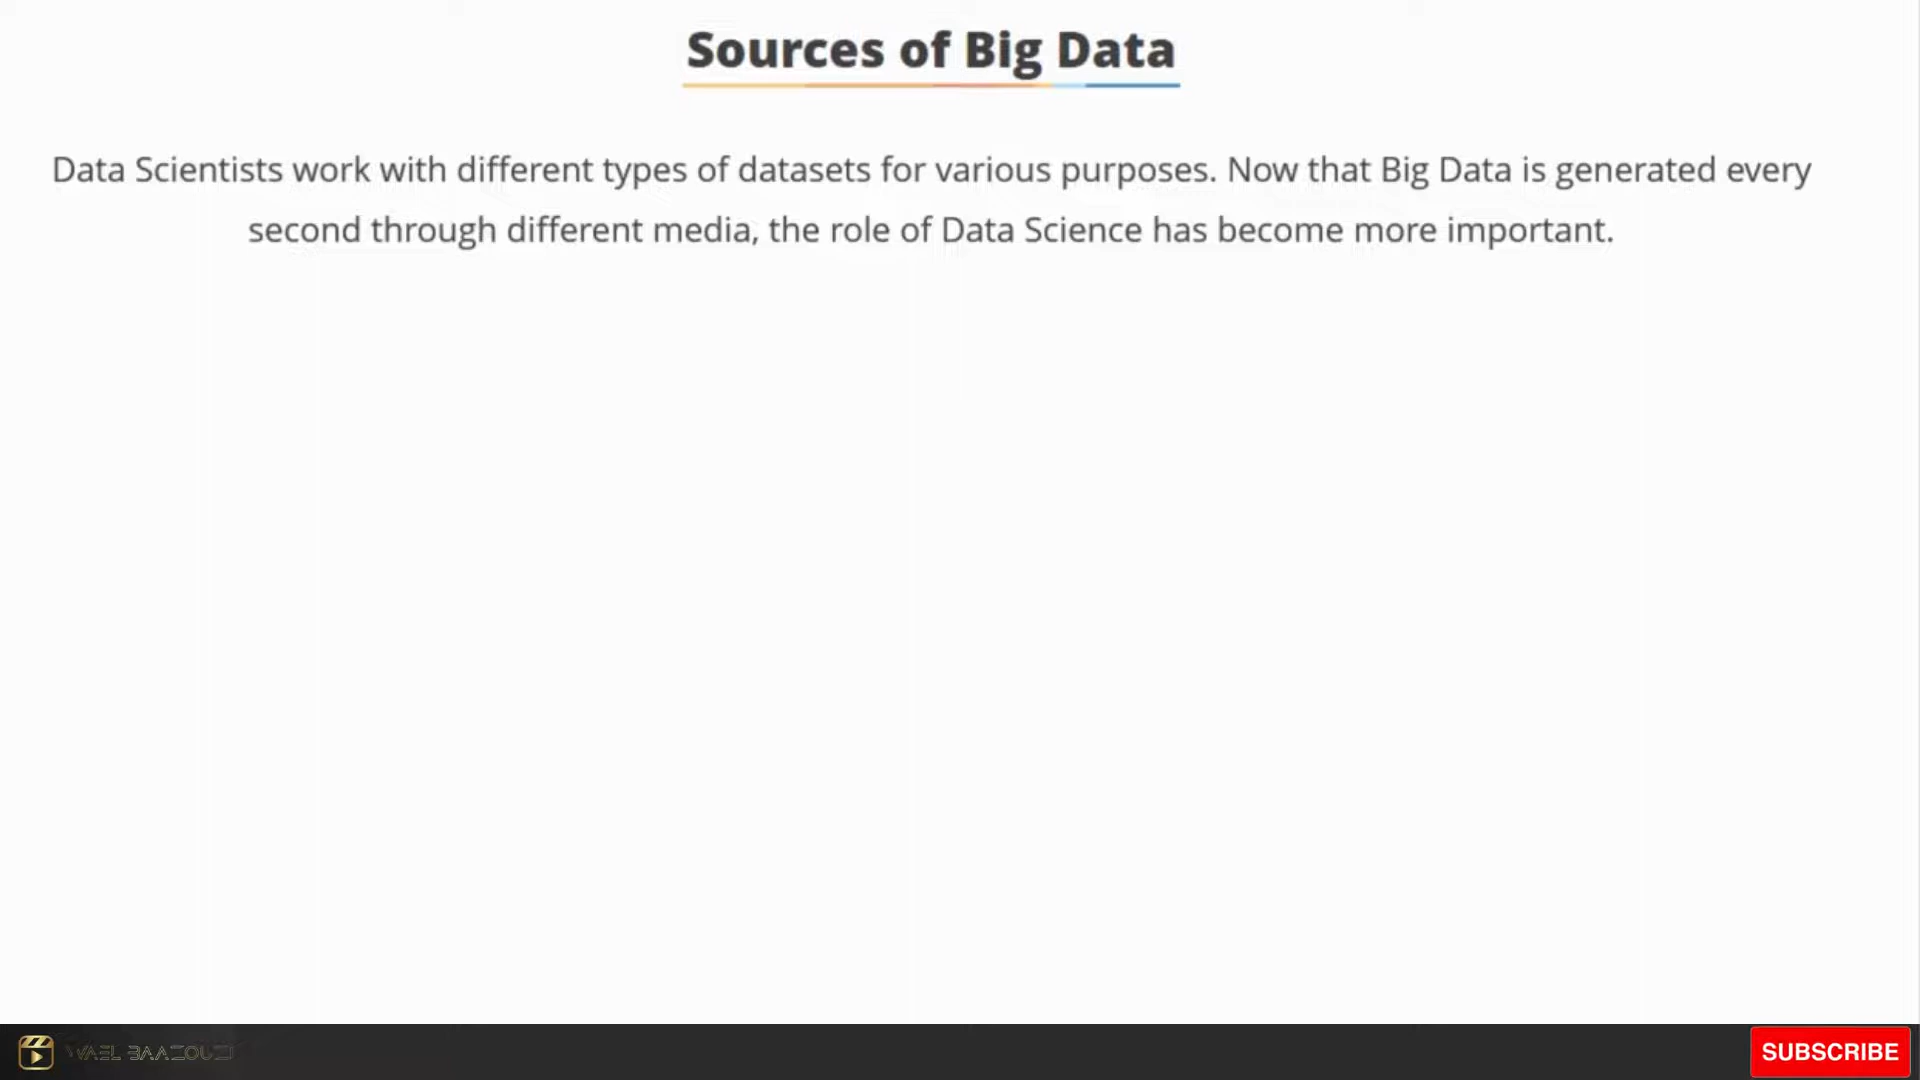 Sources of Big Data
Data Scientists work with different types of datasets for various purposes. Now that Big Data is generated every
second through different media, the role of Data Science has become more important.
SUBSCRIBE